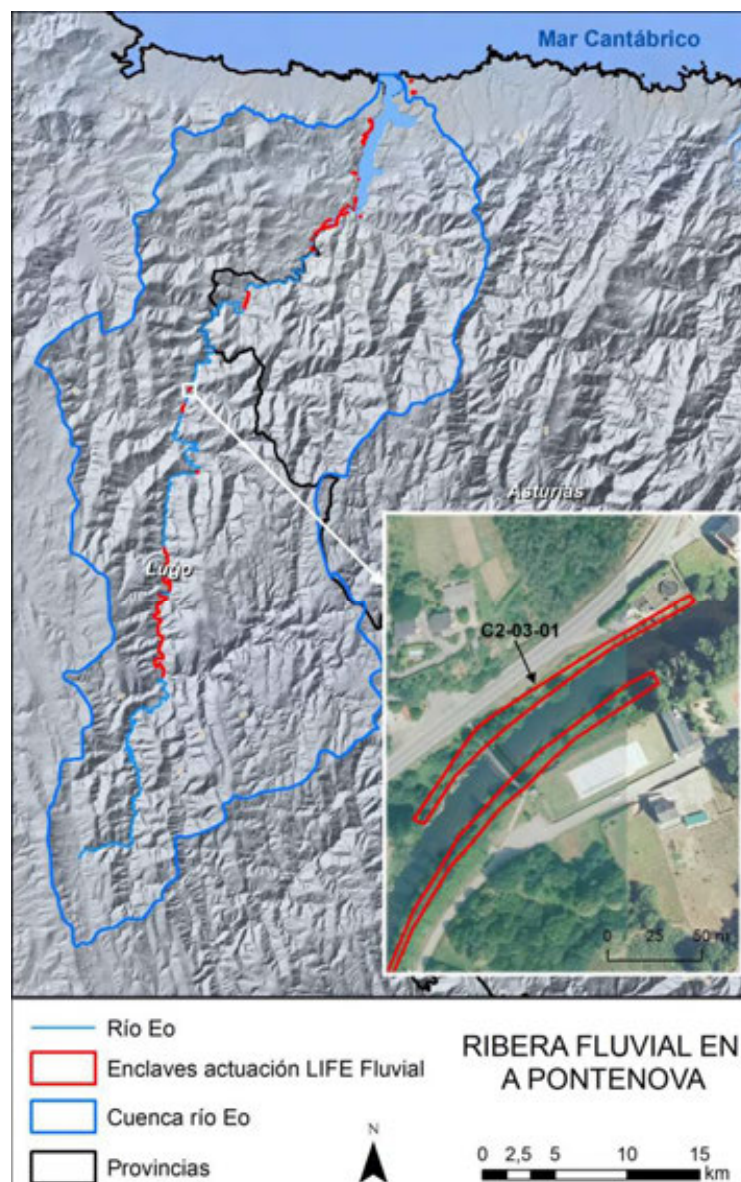 Mar Cantábrico
Asturias
Lugo
C2-03-01
0 25 50 m
Río Eo
Enclaves actuación LIFE Fluvial
Cuenca río Eo
Provincias
RIBERA FLUVIAL EN
A PONTENOVA
N
0 2,5 5 10 15
km